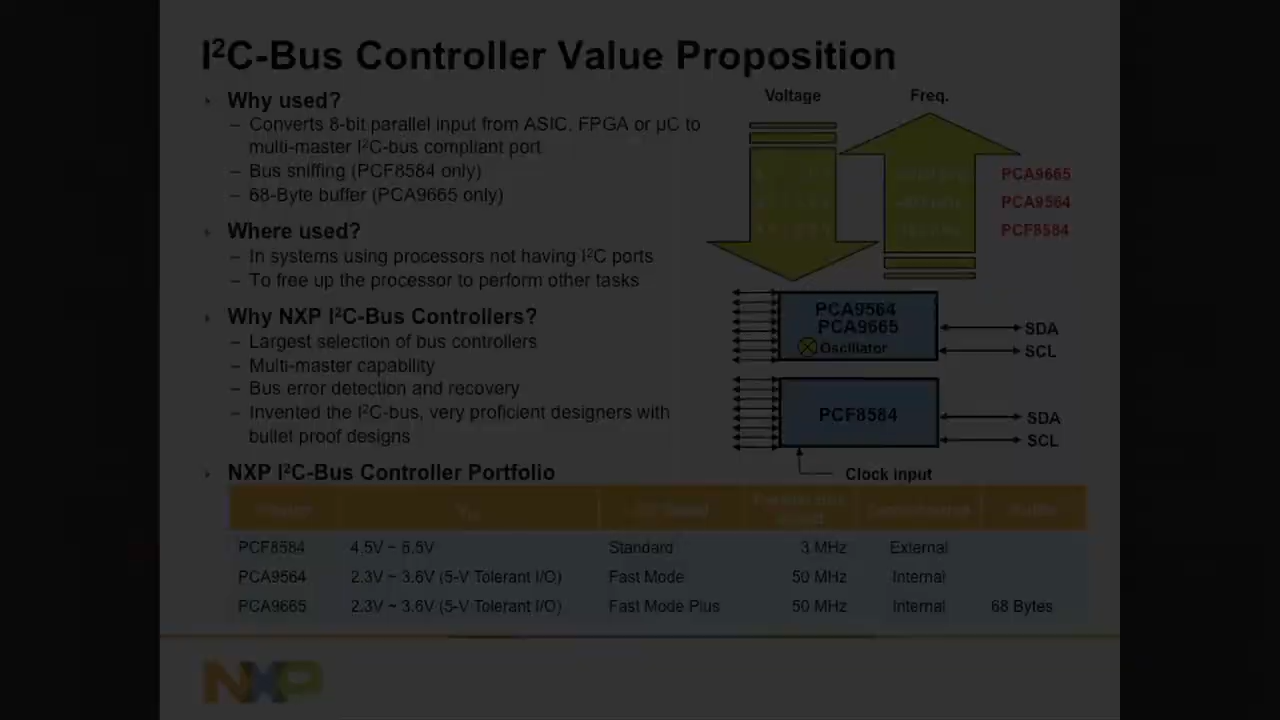 I²C-Bus Controller Value Proposition
Why used?
– Converts 8-bit parallel input from ASIC, FPGA or µC to
multi-master I²C-bus compliant port
– Bus sniffing (PCF8584 only)
– 68-Byte buffer (PCA9665 only)
Where used?
– In systems using processors not having I²C ports
– To free up the processor to perform other tasks
Why NXP I²C-Bus Controllers?
– Largest selection of bus controllers
– Multi-master capability
– Bus error detection and recovery
– Invented the I²C-bus, very proficient designers with
bullet proof designs
NXP I²C-Bus Controller Portfolio
Voltage Freq.
PCA9665
PCA9564
PCF8584
PCA9564
PCA9665
Oscillator
SDA
SCL
PCF8584
SDA
SCL
Clock input
PCF8584 4.5V ~ 5.5V Standard 3 MHz External
PCA9564 2.3V ~ 3.6V (5-V Tolerant I/O) Fast Mode 50 MHz Internal
PCA9665 2.3V ~ 3.6V (5-V Tolerant I/O) Fast Mode Plus 50 MHz Internal 68 Bytes
NXP